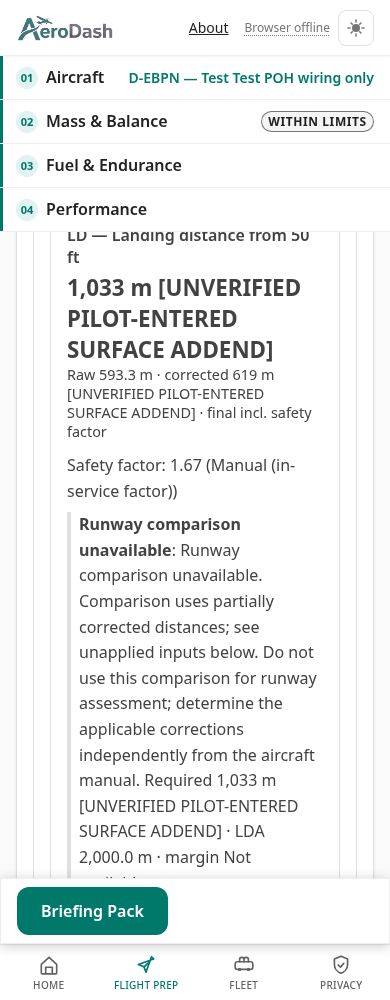 AeroDash
About
Browser offline
01 Aircraft D-EBPN — Test Test POH wiring only
02 Mass & Balance WITHIN LIMITS
03 Fuel & Endurance
04 Performance
LD — Landing distance from 50
ft
1,033 m [UNVERIFIED
PILOT-ENTERED
SURFACE ADDEND]
Raw 593.3 m · corrected 619 m
[UNVERIFIED PILOT-ENTERED
SURFACE ADDEND] · final incl. safety
factor
Safety factor: 1.67 (Manual (in-
service factor))
Runway comparison
unavailable: Runway
comparison unavailable.
Comparison uses partially
corrected distances; see
unapplied inputs below. Do not
use this comparison for runway
assessment; determine the
applicable corrections
independently from the aircraft
manual. Required 1,033 m
[UNVERIFIED PILOT-ENTERED
SURFACE ADDEND] · LDA
2,000.0 m · margin Not
Briefing Pack
HOME
FLIGHT PREP
FLEET
PRIVACY